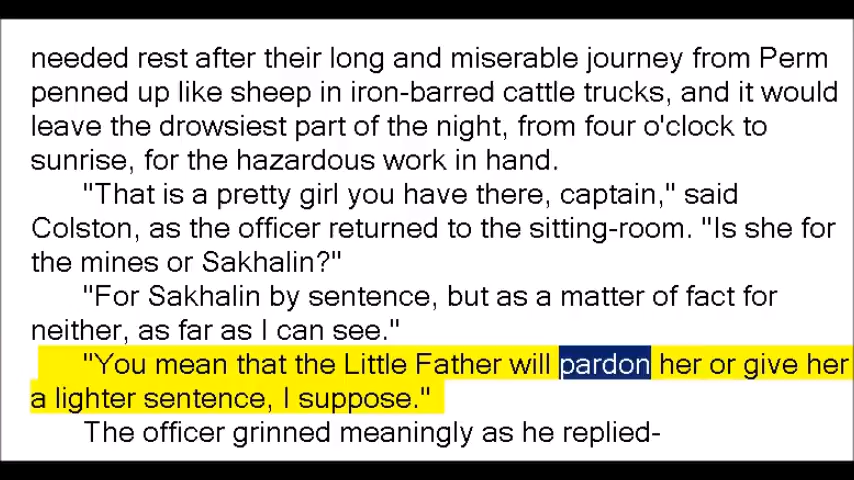 needed rest after their long and miserable journey from Perm
penned up like sheep in iron-barred cattle trucks, and it would
leave the drowsiest part of the night, from four o'clock to
sunrise, for the hazardous work in hand.
"That is a pretty girl you have there, captain," said
Colston, as the officer returned to the sitting-room. "Is she for
the mines or Sakhalin?"
"For Sakhalin by sentence, but as a matter of fact for
neither, as far as I can see."
"You mean that the Little Father will pardon her or give her
a lighter sentence, I suppose."
The officer grinned meaningly as he replied-